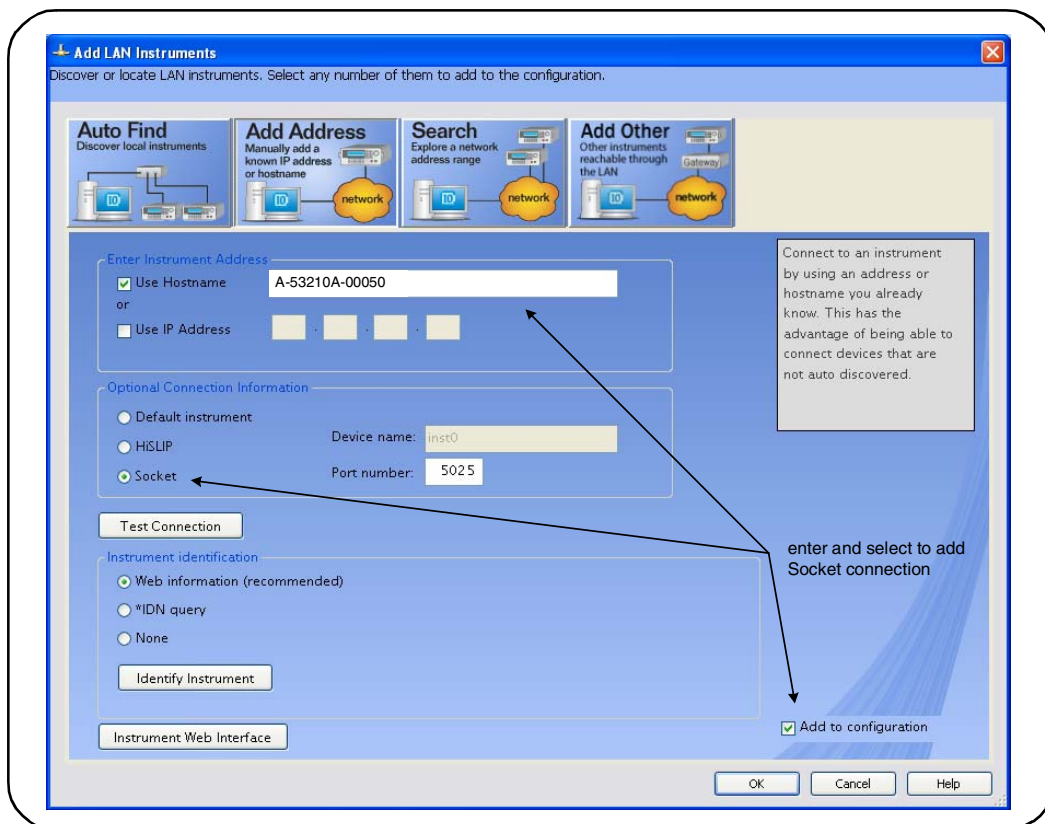 Add LAN Instruments
Discover or locate LAN instruments. Select any number of them to add to the configuration.
Auto Find
Discover local instruments
IO
Add Address
Manually add a
known IP address
or hostname
IO
network
Search
Explore a network
address range
IO
network
Add Other
Other instruments
reachable through
the LAN
Gateway
IO
network
Enter Instrument Address
Use Hostname
A-53210A-00050
or
Use IP Address
. . .
Optional Connection Information
Default instrument
HiSLIP
Device name: inst0
Socket
Port number: 5025
Test Connection
Instrument identification
Web information (recommended)
*IDN query
None
Identify Instrument
Instrument Web Interface
Connect to an instrument
by using an address or
hostname you already
know. This has the
advantage of being able to
connect devices that are
not auto discovered.
enter and select to add
Socket connection
Add to configuration
OK
Cancel
Help